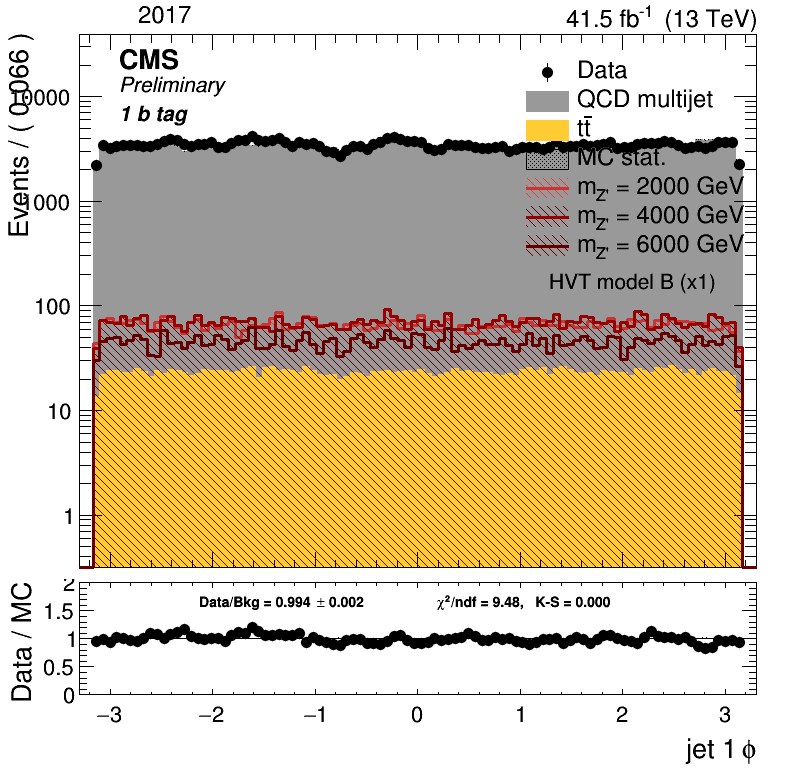 2017
41.5 fb⁻¹ (13 TeV)
CMS
Preliminary
1 b tag
Data
QCD multijet
tt̄
MC stat.
m_Z' = 2000 GeV
m_Z' = 4000 GeV
m_Z' = 6000 GeV
HVT model B (x1)
Events / ( 0.066 )
10000
1000
100
10
1
Data / MC
2
1.5
1
0.5
0
Data/Bkg = 0.994 ± 0.002
χ²/ndf = 9.48, K-S = 0.000
−3
−2
−1
0
1
2
3
jet 1 ϕ